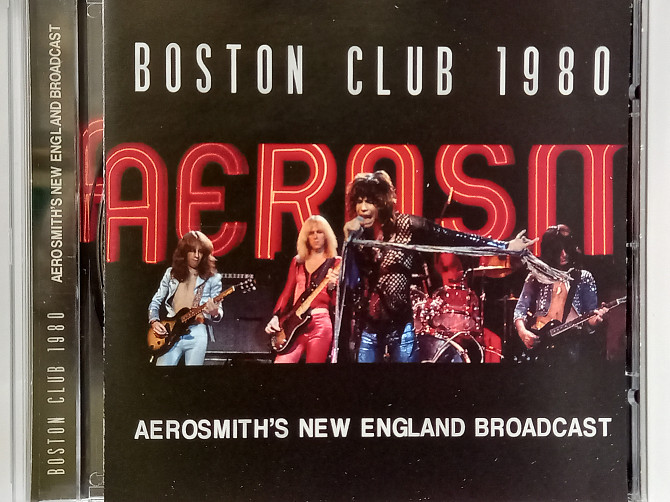 BOSTON CLUB 1980
AEROSM
AEROSMITH'S NEW ENGLAND BROADCAST
BOSTON CLUB 1980
AEROSMITH'S NEW ENGLAND BROADCAST